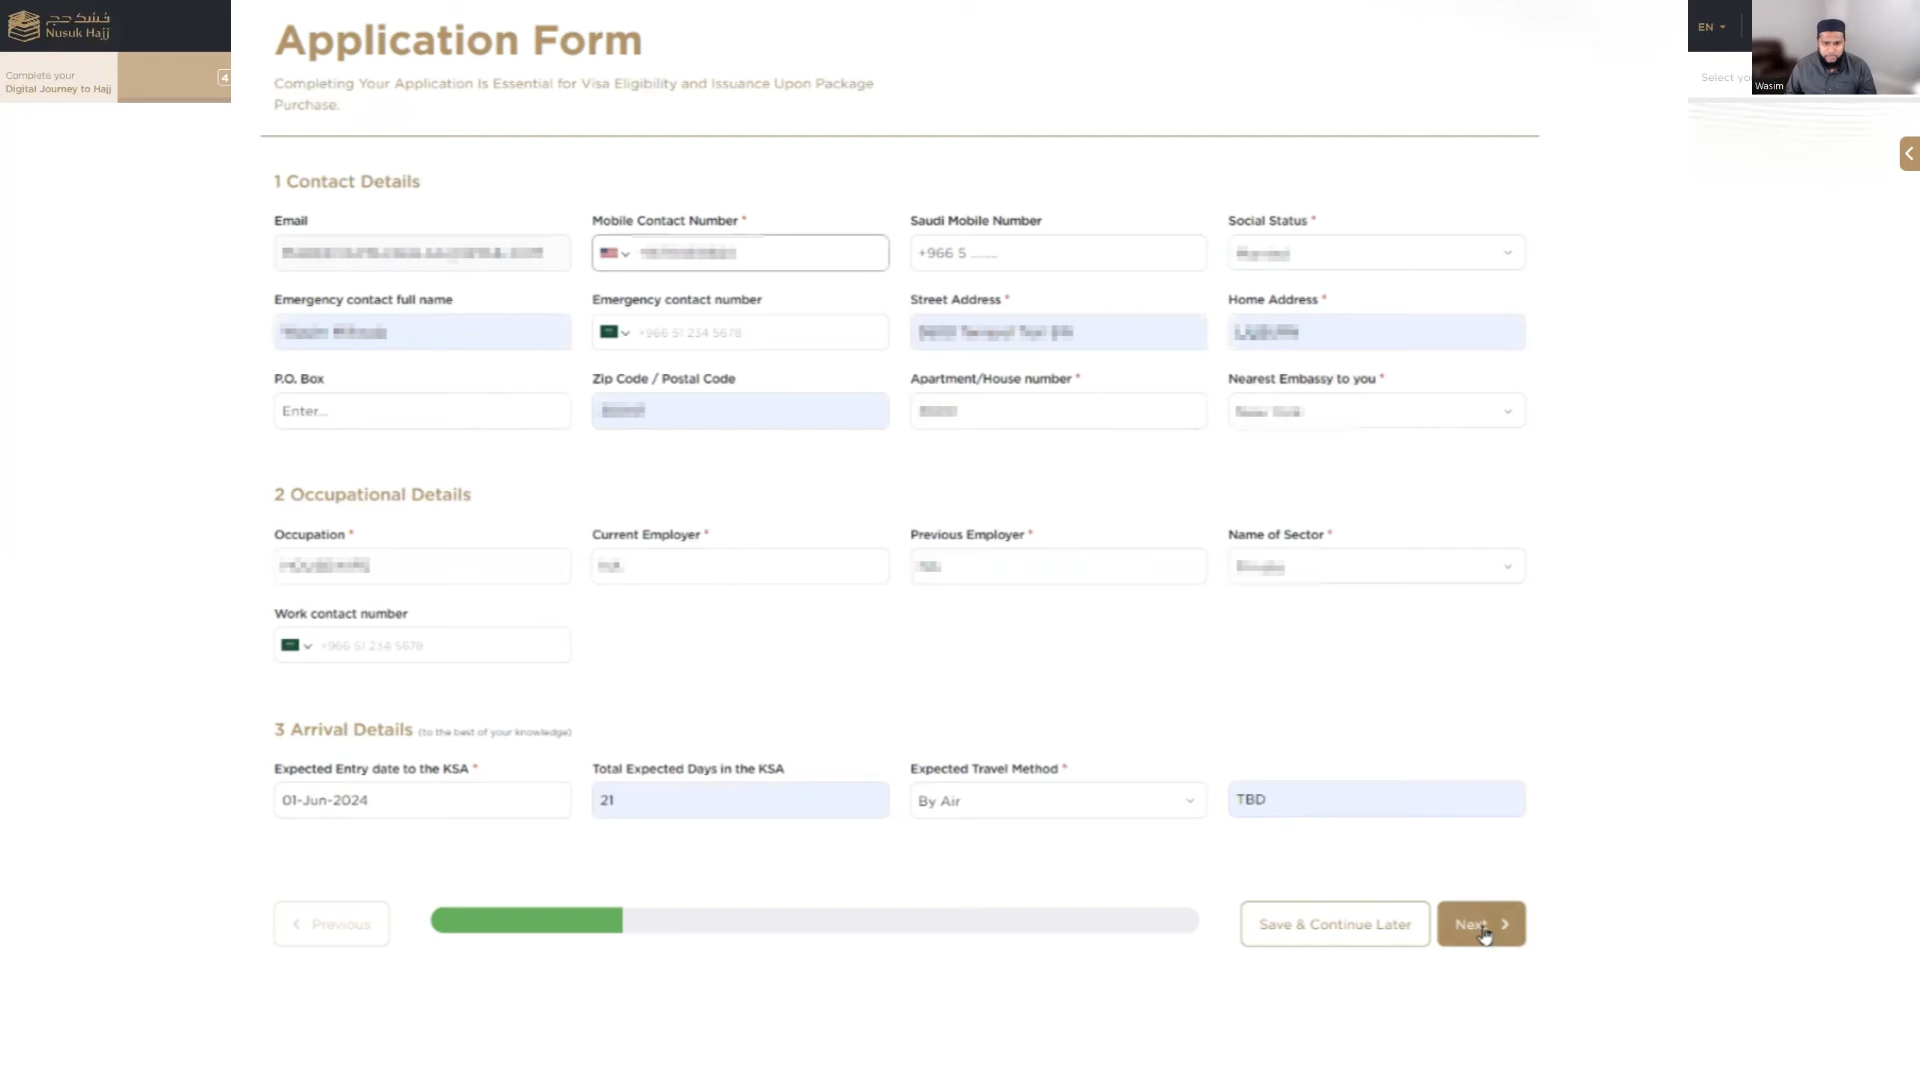 نسك حج
Nusuk Hajj
EN
Wasim
Complete your
Digital Journey to Hajj
4
Select yo
Application Form
Completing Your Application Is Essential for Visa Eligibility and Issuance Upon Package
Purchase.
1 Contact Details
Email
Mobile Contact Number *
Saudi Mobile Number
Social Status *
+966 5 ........
Emergency contact full name
Emergency contact number
Street Address *
Home Address *
+966 51 234 5678
P.O. Box
Zip Code / Postal Code
Apartment/House number *
Nearest Embassy to you *
Enter...
2 Occupational Details
Occupation *
Current Employer *
Previous Employer *
Name of Sector *
Work contact number
+966 51 234 5678
3 Arrival Details (to the best of your knowledge)
Expected Entry date to the KSA *
Total Expected Days in the KSA
Expected Travel Method *
01-Jun-2024
21
By Air
TBD
Previous
Save & Continue Later
Next